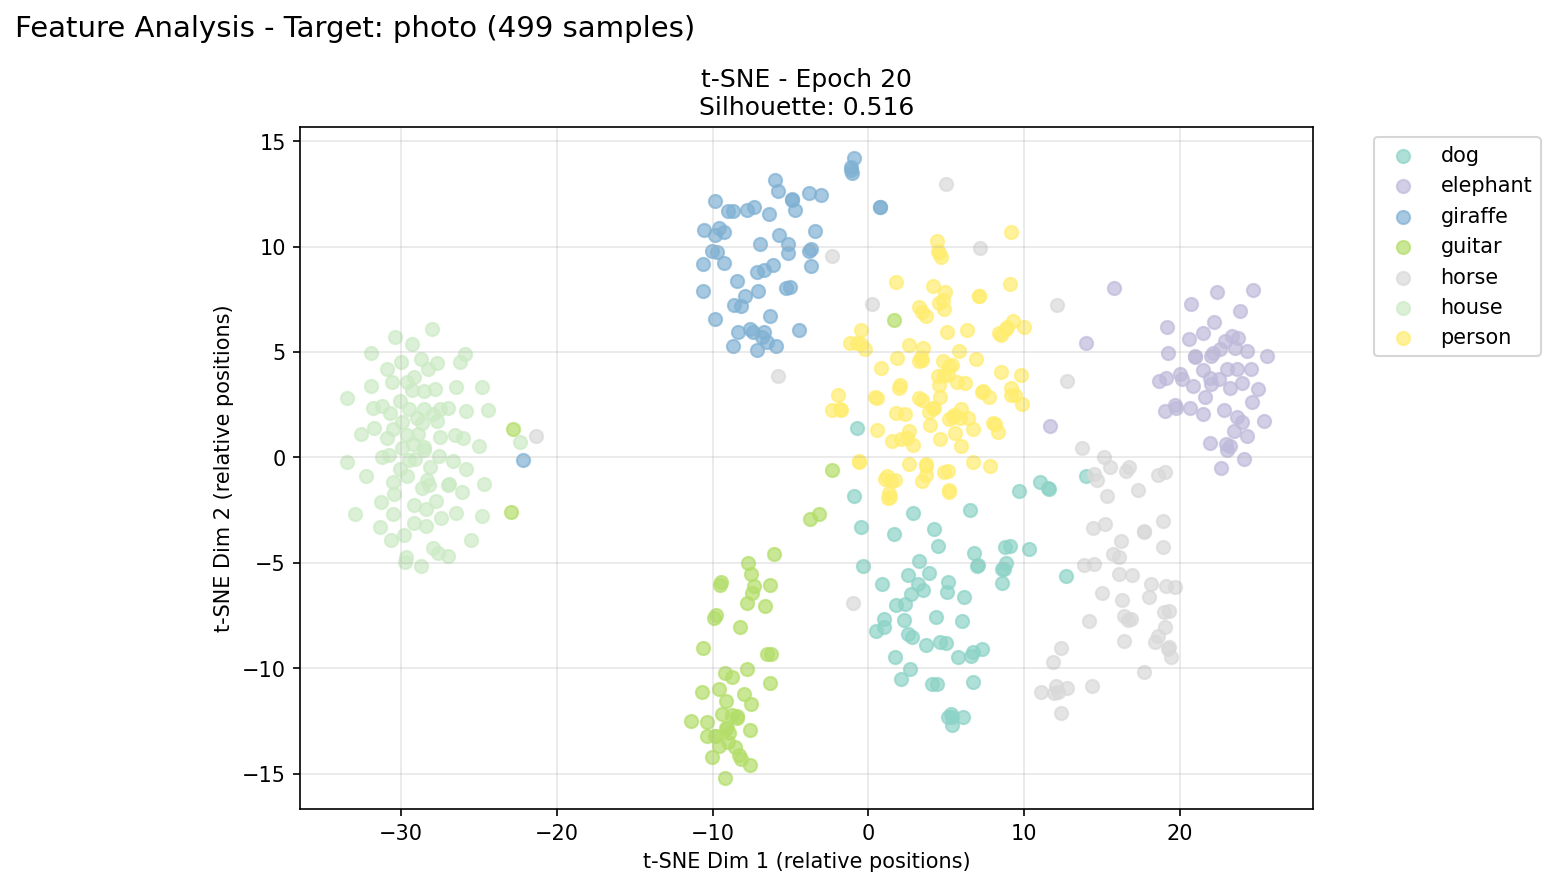 Feature Analysis - Target: photo (499 samples)
t-SNE - Epoch 20
Silhouette: 0.516
15
10
5
0
−5
−10
−15
t-SNE Dim 2 (relative positions)
−30
−20
−10
0
10
20
t-SNE Dim 1 (relative positions)
dog
elephant
giraffe
guitar
horse
house
person